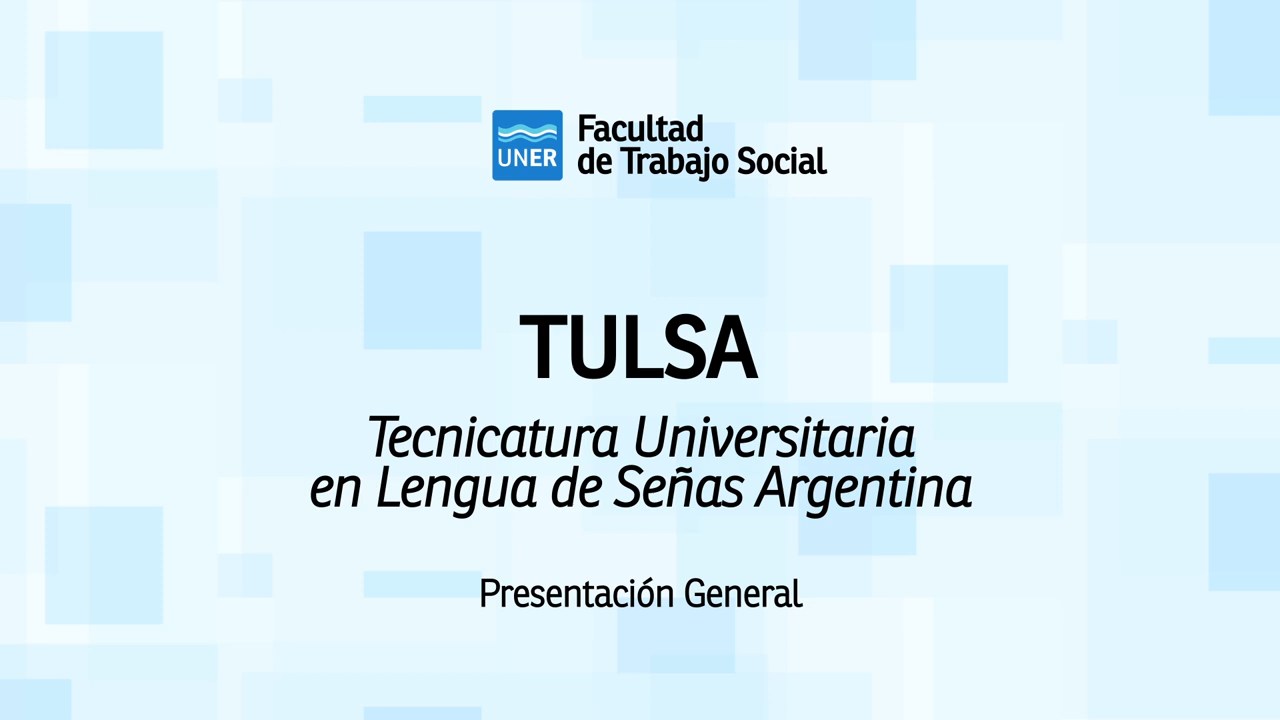 UNER
Facultad
de Trabajo Social
TULSA
Tecnicatura Universitaria
en Lengua de Señas Argentina
Presentación General